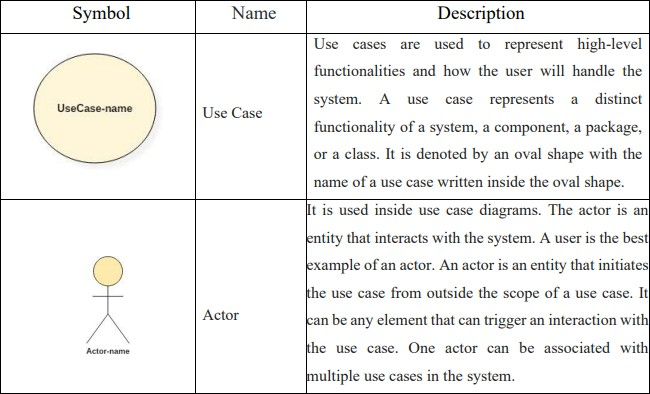 Symbol Name Description
UseCase-name
Use Case
Use cases are used to represent high-level
functionalities and how the user will handle the
system. A use case represents a distinct
functionality of a system, a component, a package,
or a class. It is denoted by an oval shape with the
name of a use case written inside the oval shape.
Actor-name
Actor
It is used inside use case diagrams. The actor is an
entity that interacts with the system. A user is the best
example of an actor. An actor is an entity that initiates
the use case from outside the scope of a use case. It
can be any element that can trigger an interaction with
the use case. One actor can be associated with
multiple use cases in the system.